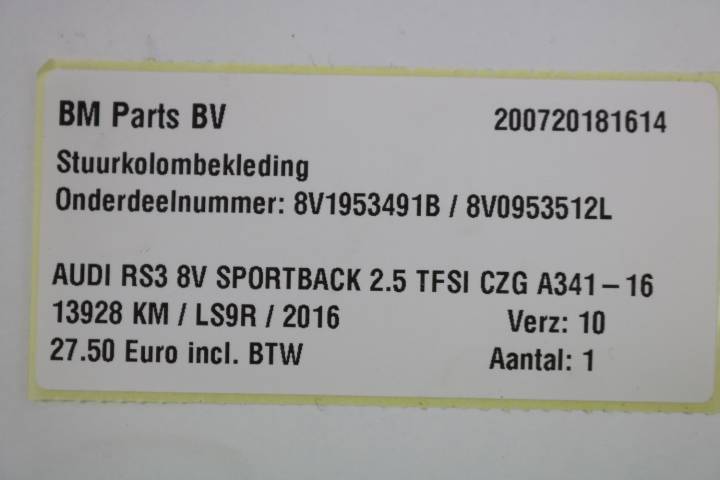 BM Parts BV 200720181614
Stuurkolombekleding
Onderdeelnummer: 8V1953491B / 8V0953512L
AUDI RS3 8V SPORTBACK 2.5 TFSI CZG A341-16
13928 KM / LS9R / 2016 Verz: 10
27.50 Euro incl. BTW Aantal: 1